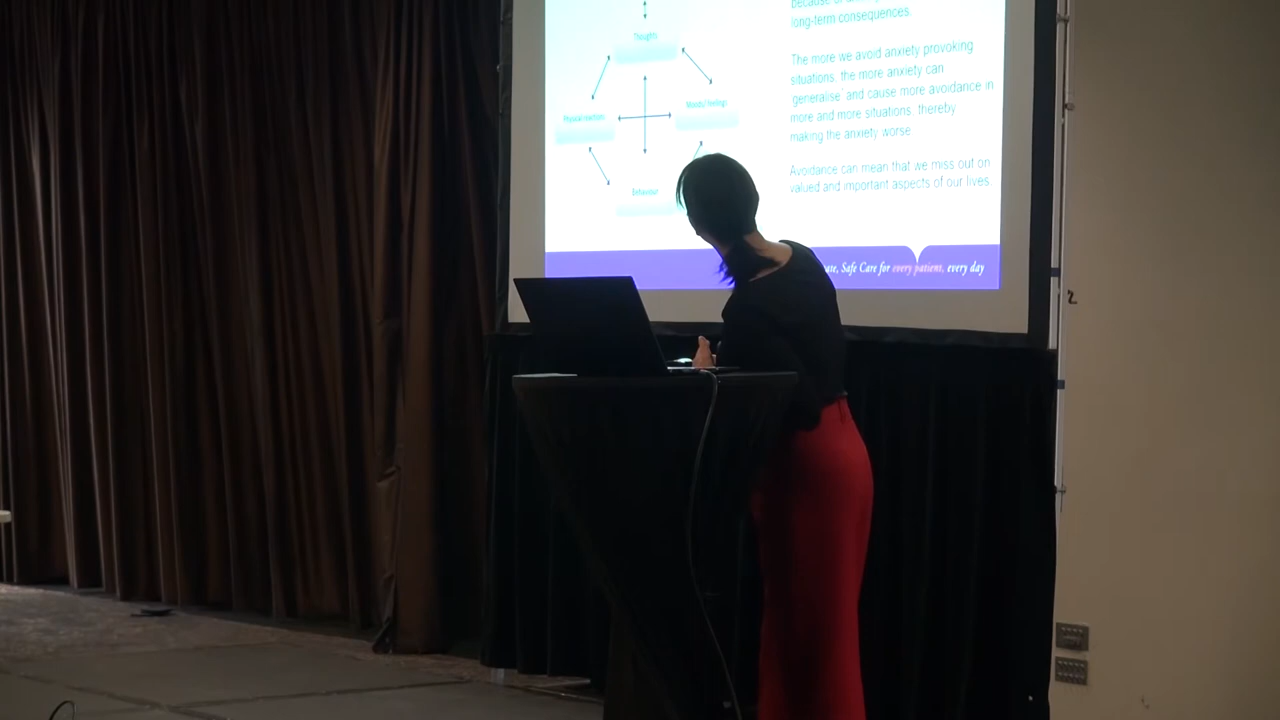 long-term consequences.
Thoughts
The more we avoid anxiety provoking
situations, the more anxiety can
'generalise' and cause more avoidance in
more and more situations, thereby
making the anxiety worse
Physical reactions
Moods/ feelings
Behaviour
Avoidance can mean that we miss out on
valued and important aspects of our lives.
Safe Care for every patient, every day